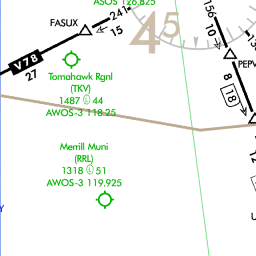 ASOS 126.825
FASUX
241
15
V78
27
Tomahawk Rgnl
(TKV)
1487 44
AWOS-3 118.25
45
156
10
PEPV
8
18
Merrill Muni
(RRL)
1318 51
AWOS-3 119.925